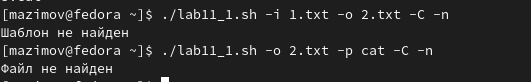 [mazimov@fedora ~]$ ./lab11_1.sh -i 1.txt -o 2.txt -C -n
Шаблон не найден
[mazimov@fedora ~]$ ./lab11_1.sh -o 2.txt -p cat -C -n
Файл не найден